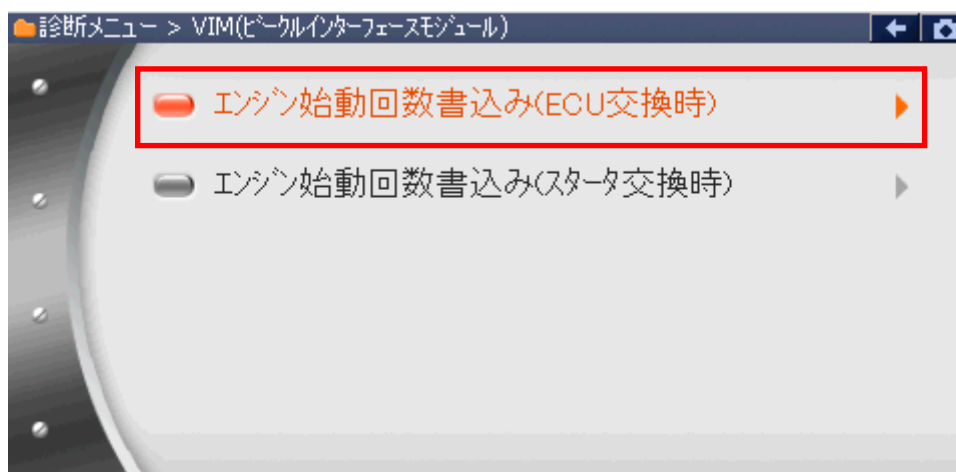 診断メニュー > VIM(ビークルインターフェースモジュール)
エンジン始動回数書込み(ECU交換時)
エンジン始動回数書込み(スタータ交換時)